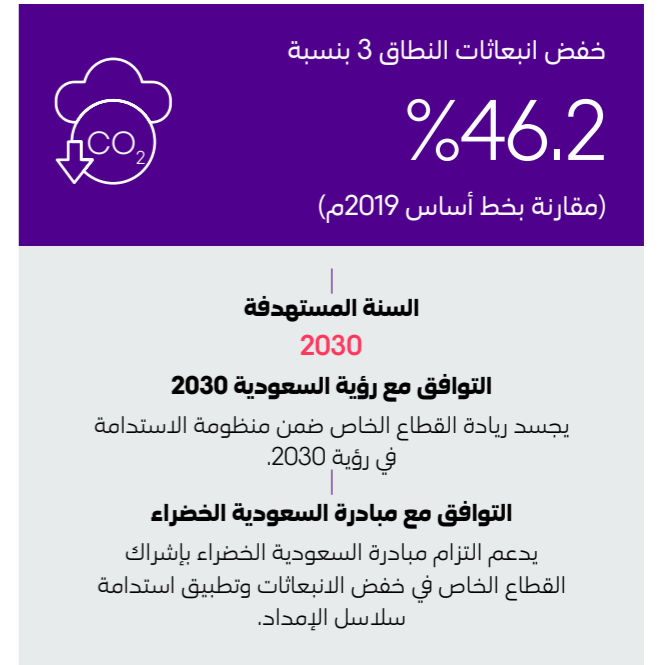 خفض انبعاثات النطاق 3 بنسبة
%46.2
(مقارنة بخط أساس 2019م)
CO₂
السنة المستهدفة
2030
التوافق مع رؤية السعودية 2030
يجسد ريادة القطاع الخاص ضمن منظومة الاستدامة
في رؤية 2030.
التوافق مع مبادرة السعودية الخضراء
يدعم التزام مبادرة السعودية الخضراء بإشراك
القطاع الخاص في خفض الانبعاثات وتطبيق استدامة
سلاسل الإمداد.